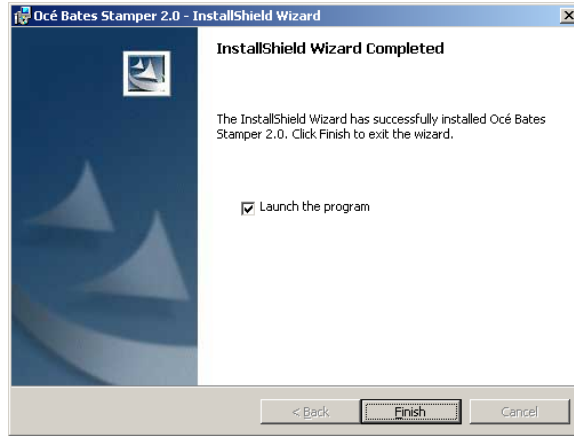 Océ Bates Stamper 2.0 - InstallShield Wizard
InstallShield Wizard Completed
The InstallShield Wizard has successfully installed Océ Bates
Stamper 2.0. Click Finish to exit the wizard.
Launch the program
< Back
Finish
Cancel